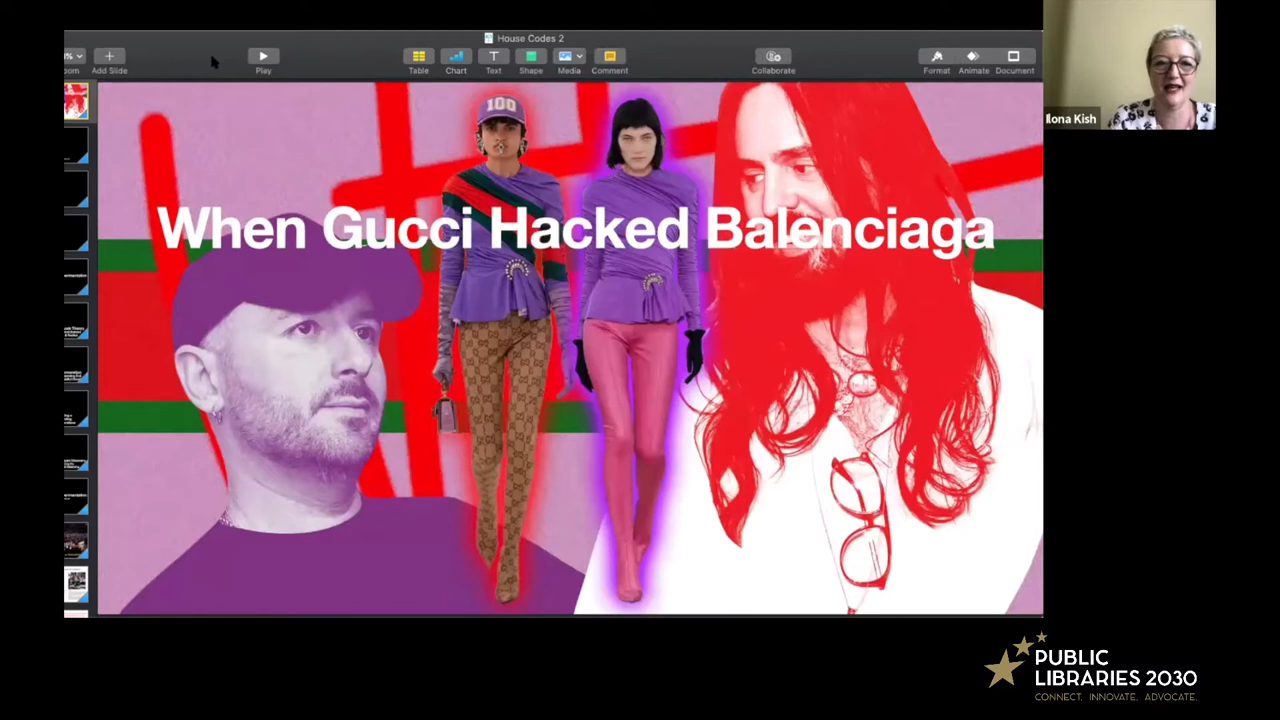 House Codes 2
Add Slide
Play
Table
Chart
Text
Shape
Media
Comment
Collaborate
Format
Animate
Document
Ilona Kish
100
When Gucci Hacked Balenciaga
PUBLIC
LIBRARIES 2030
CONNECT. INNOVATE. ADVOCATE.